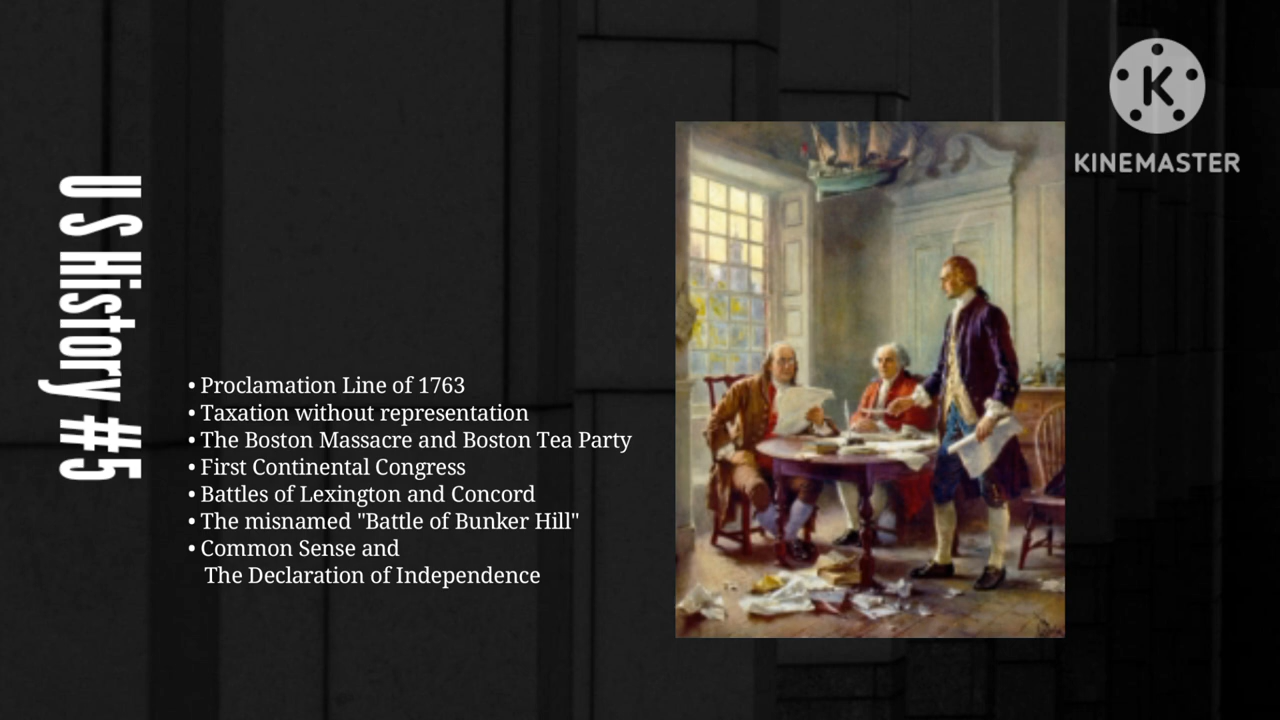 U S History #5
• Proclamation Line of 1763
• Taxation without representation
• The Boston Massacre and Boston Tea Party
• First Continental Congress
• Battles of Lexington and Concord
• The misnamed "Battle of Bunker Hill"
• Common Sense and
The Declaration of Independence
K
KINEMASTER